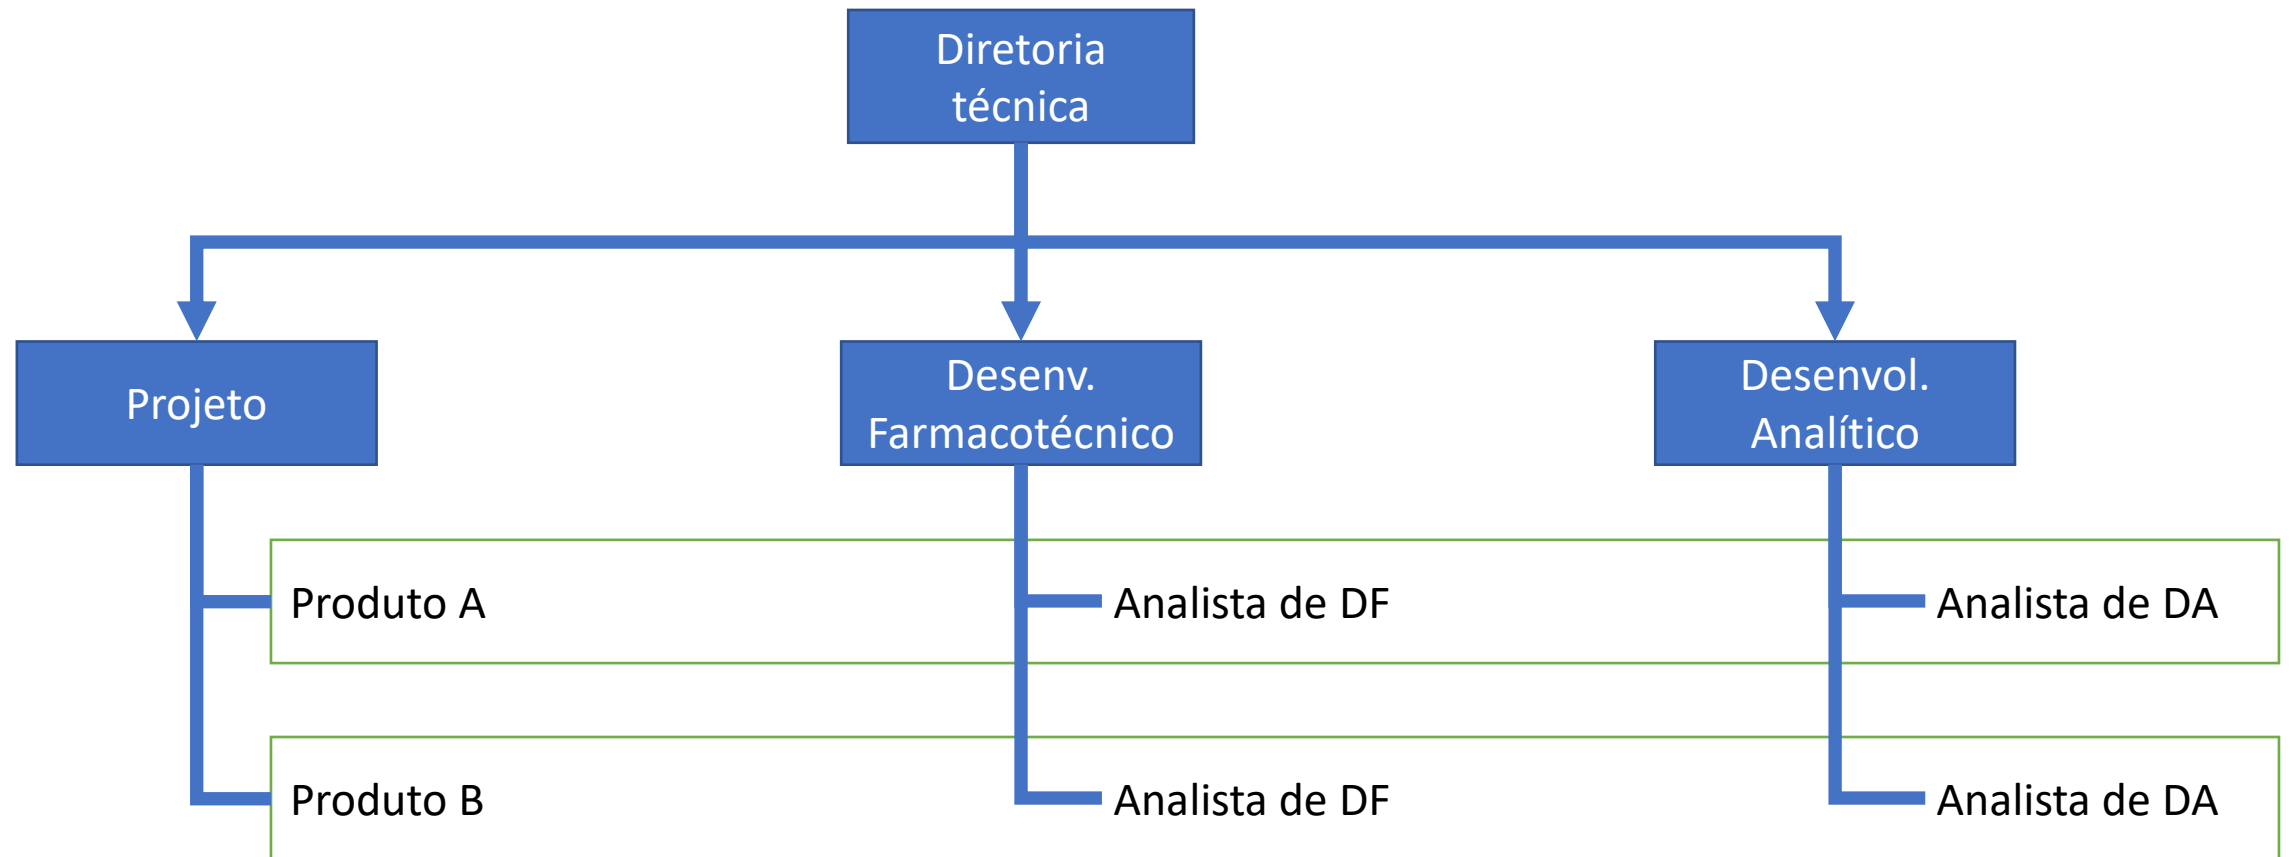 Diretoria
técnica
Projeto
Desenv.
Farmacotécnico
Desenvol.
Analítico
Produto A
Analista de DF
Analista de DA
Produto B
Analista de DF
Analista de DA